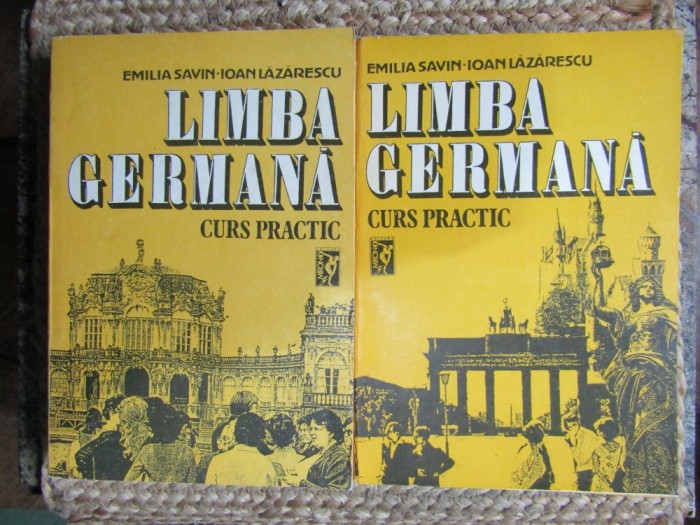 EMILIA SAVIN·IOAN LĂZĂRESCU
LIMBA
GERMANĂ
CURS PRACTIC
EMILIA SAVIN·IOAN LĂZĂRESCU
LIMBA
GERMANĂ
CURS PRACTIC